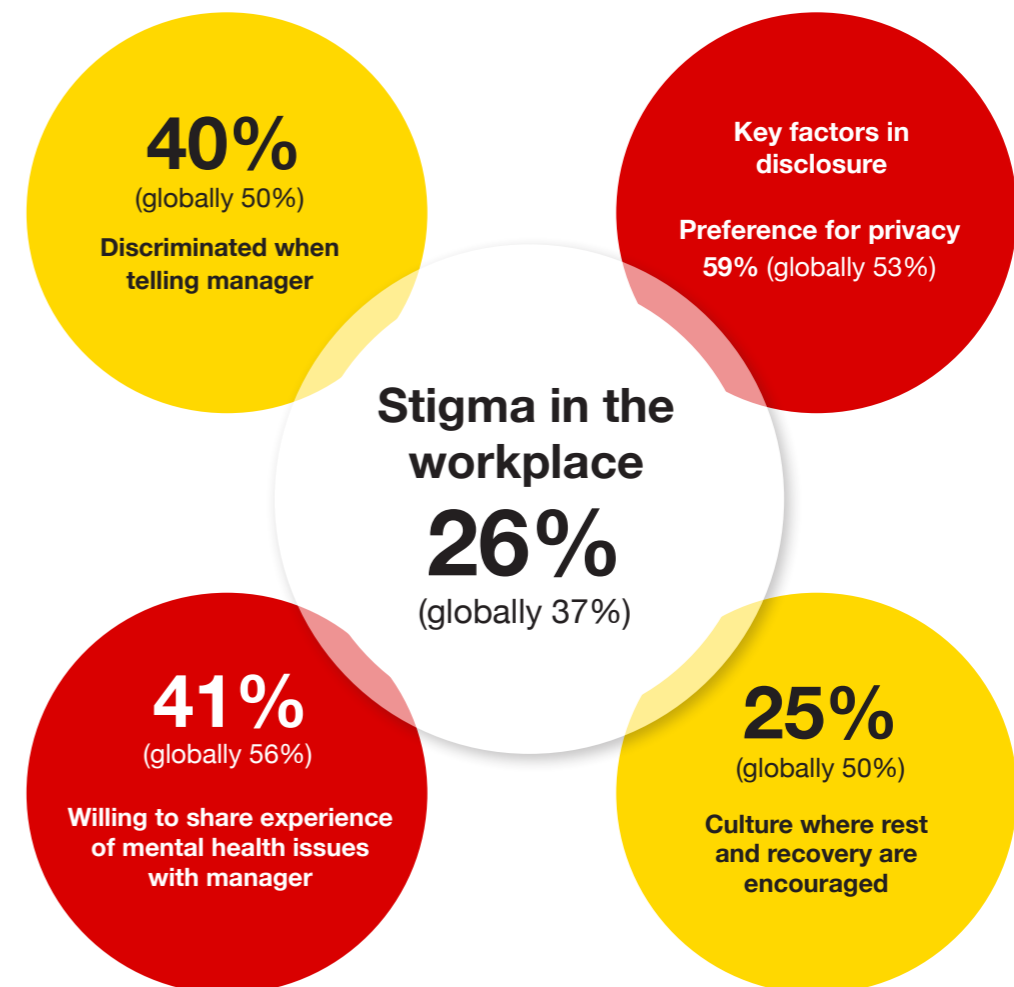 40%
(globally 50%)
Discriminated when
telling manager
Key factors in
disclosure
Preference for privacy
59% (globally 53%)
Stigma in the
workplace
26%
(globally 37%)
41%
(globally 56%)
Willing to share experience
of mental health issues
with manager
25%
(globally 50%)
Culture where rest
and recovery are
encouraged